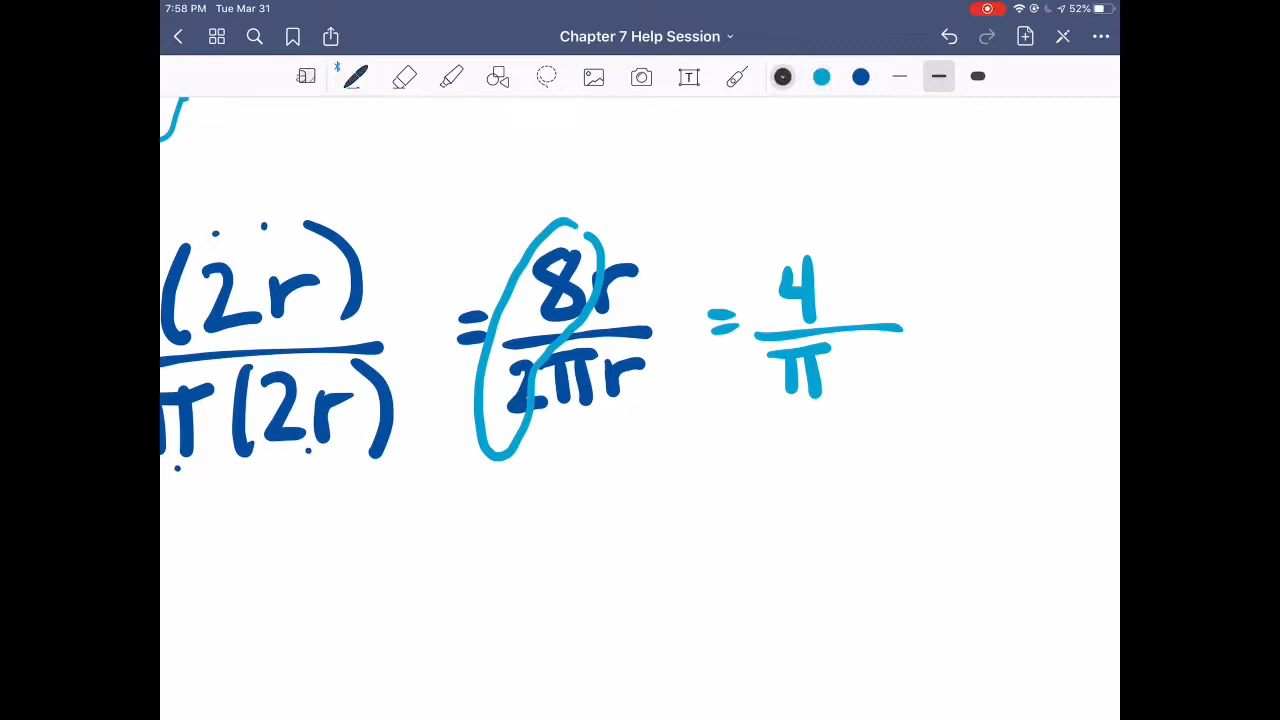 7:58 PM Tue Mar 31
52%
Chapter 7 Help Session
T
(2r) / π(2r) = 8r / 2πr = 4 / π